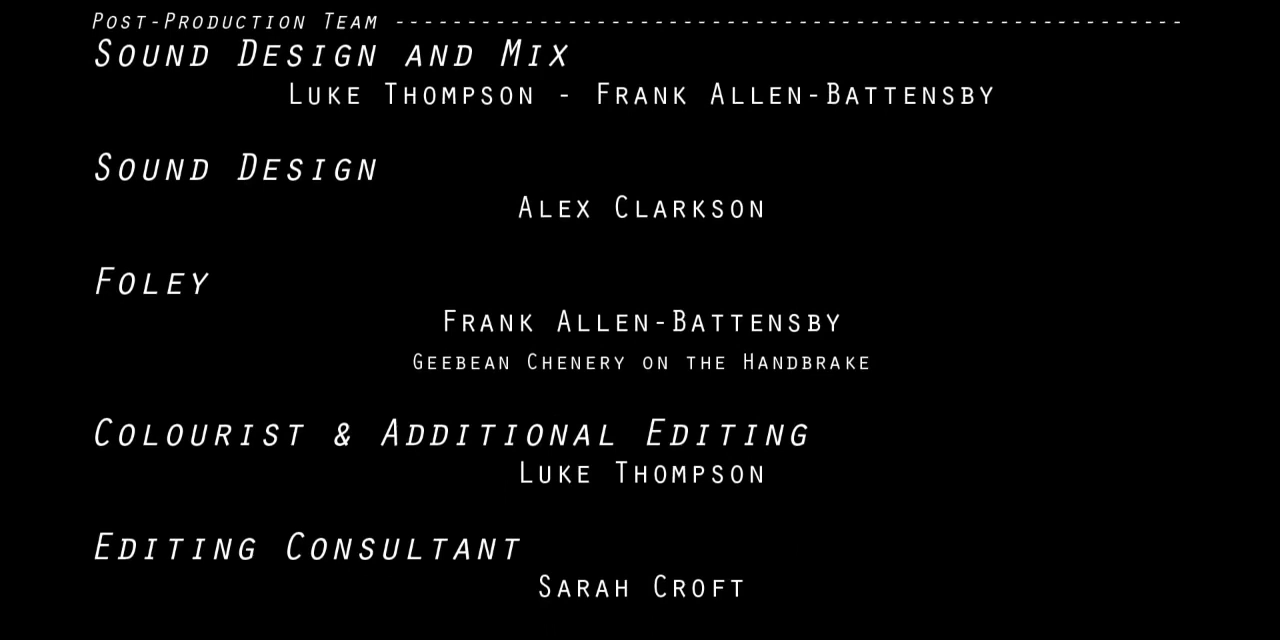 Post-Production Team -------------------------------------------------------
Sound Design and Mix
Luke Thompson - Frank Allen-Battensby
Sound Design
Alex Clarkson
Foley
Frank Allen-Battensby
Geebean Chenery on the Handbrake
Colourist & Additional Editing
Luke Thompson
Editing Consultant
Sarah Croft